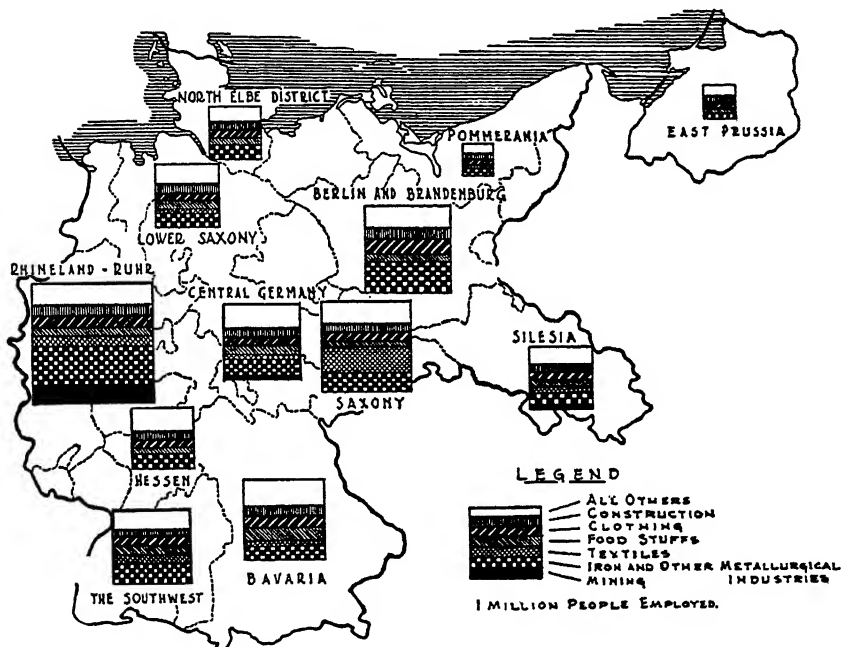 NORTH ELBE DISTRICT
POMMERANIA
EAST PRUSSIA
BERLIN AND BRANDENBURG
LOWER SAXONY
RHINELAND - RUHR
CENTRAL GERMANY
SILESIA
SAXONY
HESSEN
BAVARIA
THE SOUTHWEST
LEGEND
ALL OTHERS
CONSTRUCTION
CLOTHING
FOOD STUFFS
TEXTILES
IRON AND OTHER METALLURGICAL
MINING INDUSTRIES
1 MILLION PEOPLE EMPLOYED.